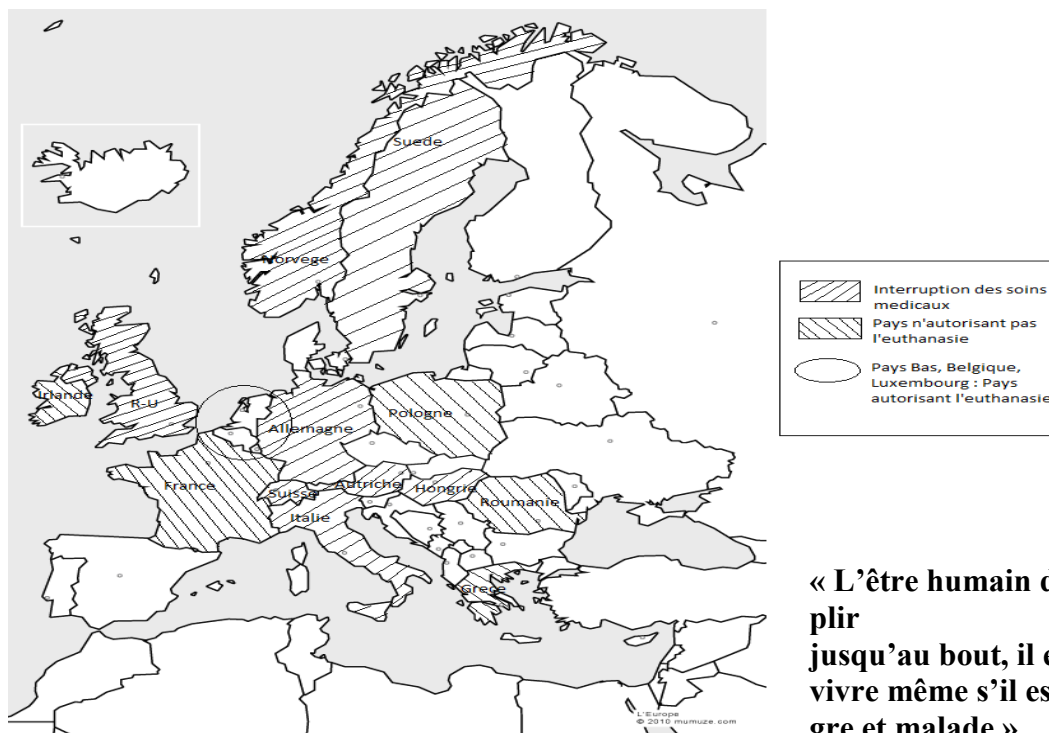 Suede
Norvege
Irlande
R-U
Allemagne
Pologne
France
Suisse
Autriche
Hongrie
Roumanie
Italie
Grece
L'Europe
© 2010 mumuze.com
Interruption des soins
medicaux
Pays n'autorisant pas
l'euthanasie
Pays Bas, Belgique,
Luxembourg : Pays
autorisant l'euthanasie
« L’être humain d
plir
jusqu’au bout, il e
vivre même s’il es
gre et malade »